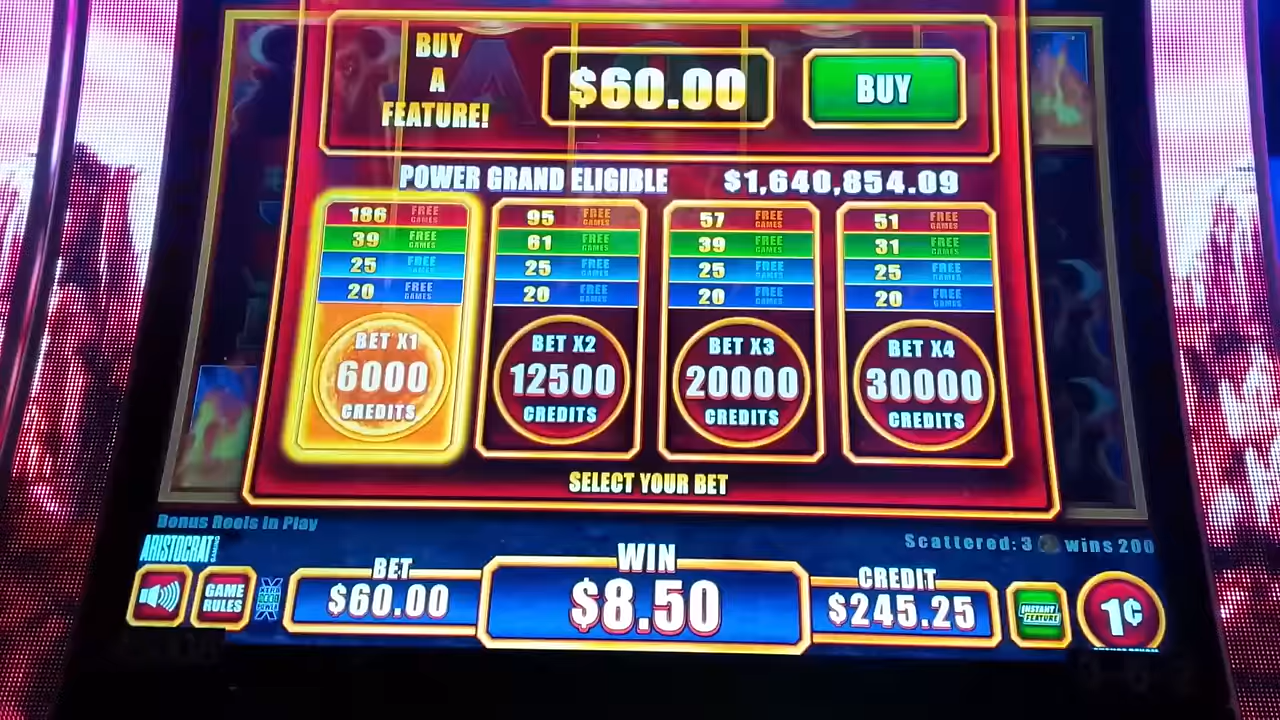 BUY
A
FEATURE!
$60.00
BUY
POWER GRAND ELIGIBLE $1,640,854.09
186 FREE GAMES
39 FREE GAMES
25 FREE GAMES
20 FREE GAMES
BET X1
6000
CREDITS
95 FREE GAMES
61 FREE GAMES
25 FREE GAMES
20 FREE GAMES
BET X2
12500
CREDITS
57 FREE GAMES
39 FREE GAMES
25 FREE GAMES
20 FREE GAMES
BET X3
20000
CREDITS
51 FREE GAMES
31 FREE GAMES
25 FREE GAMES
20 FREE GAMES
BET X4
30000
CREDITS
SELECT YOUR BET
Bonus Reels In Play
Scattered: 3 wins 200
ARISTOCRAT GAMING
GAME
RULES
BET
$60.00
WIN
$8.50
CREDIT
$245.25
INSTANT
FEATURE
1¢